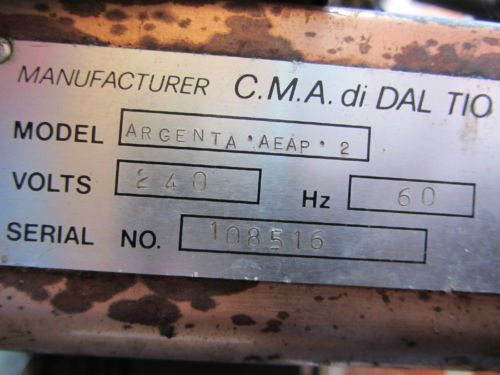 MANUFACTURER C.M.A. di DAL TIO
MODEL ARGENTA·AEAP·2
VOLTS 240 Hz 60
SERIAL NO. 108516